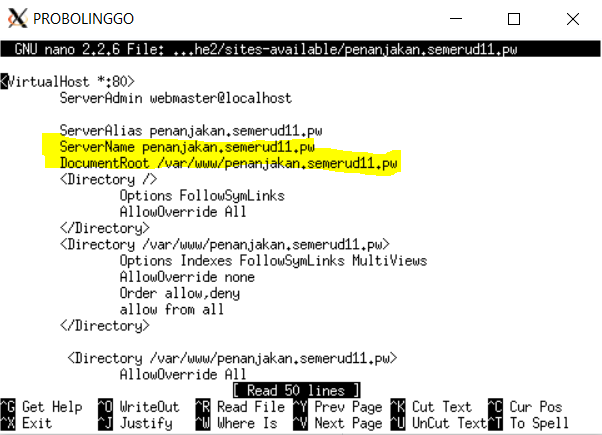 PROBOLINGGO
GNU nano 2.2.6 File: ...he2/sites-available/penanjakan.semerud11.pw
<VirtualHost *:80>
ServerAdmin webmaster@localhost
ServerAlias penanjakan.semerud11.pw
ServerName penanjakan.semerud11.pw
DocumentRoot /var/www/penanjakan.semerud11.pw
<Directory />
Options FollowSymLinks
AllowOverride All
</Directory>
<Directory /var/www/penanjakan.semerud11.pw>
Options Indexes FollowSymLinks MultiViews
AllowOverride none
Order allow,deny
allow from all
</Directory>
<Directory /var/www/penanjakan.semerud11.pw>
AllowOverride All
[ Read 50 lines ]
^G Get Help ^O WriteOut ^R Read File ^Y Prev Page ^K Cut Text ^C Cur Pos
^X Exit ^J Justify ^W Where Is ^V Next Page ^U UnCut Text ^T To Spell